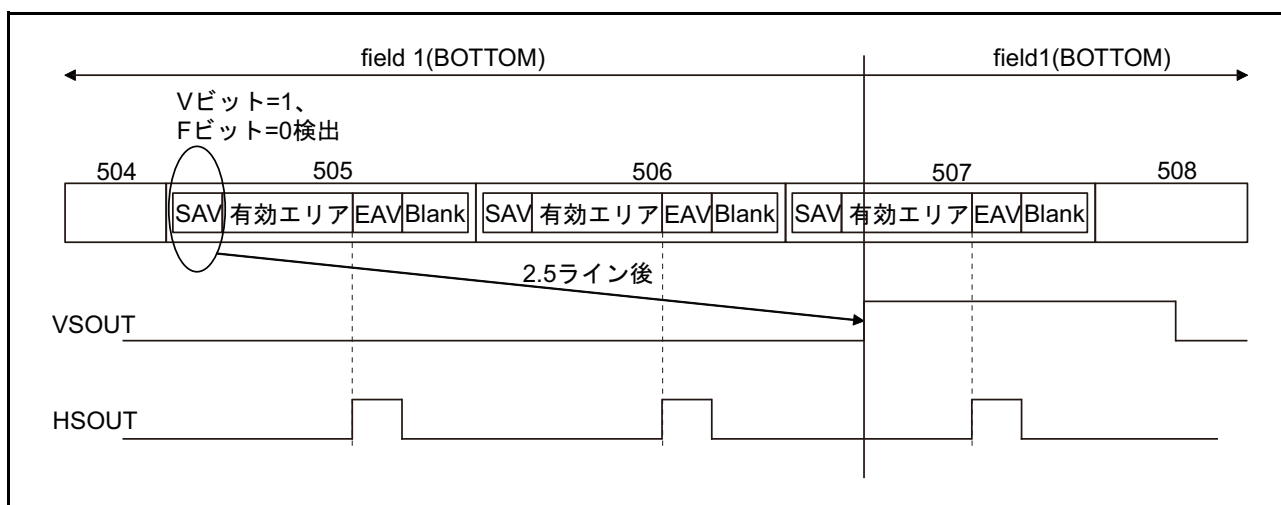 field 1(BOTTOM)
field1(BOTTOM)
Vビット=1、
Fビット=0検出
504
505
506
507
508
SAV 有効エリア EAV Blank SAV 有効エリア EAV Blank SAV 有効エリア EAV Blank
2.5ライン後
VSOUT
HSOUT